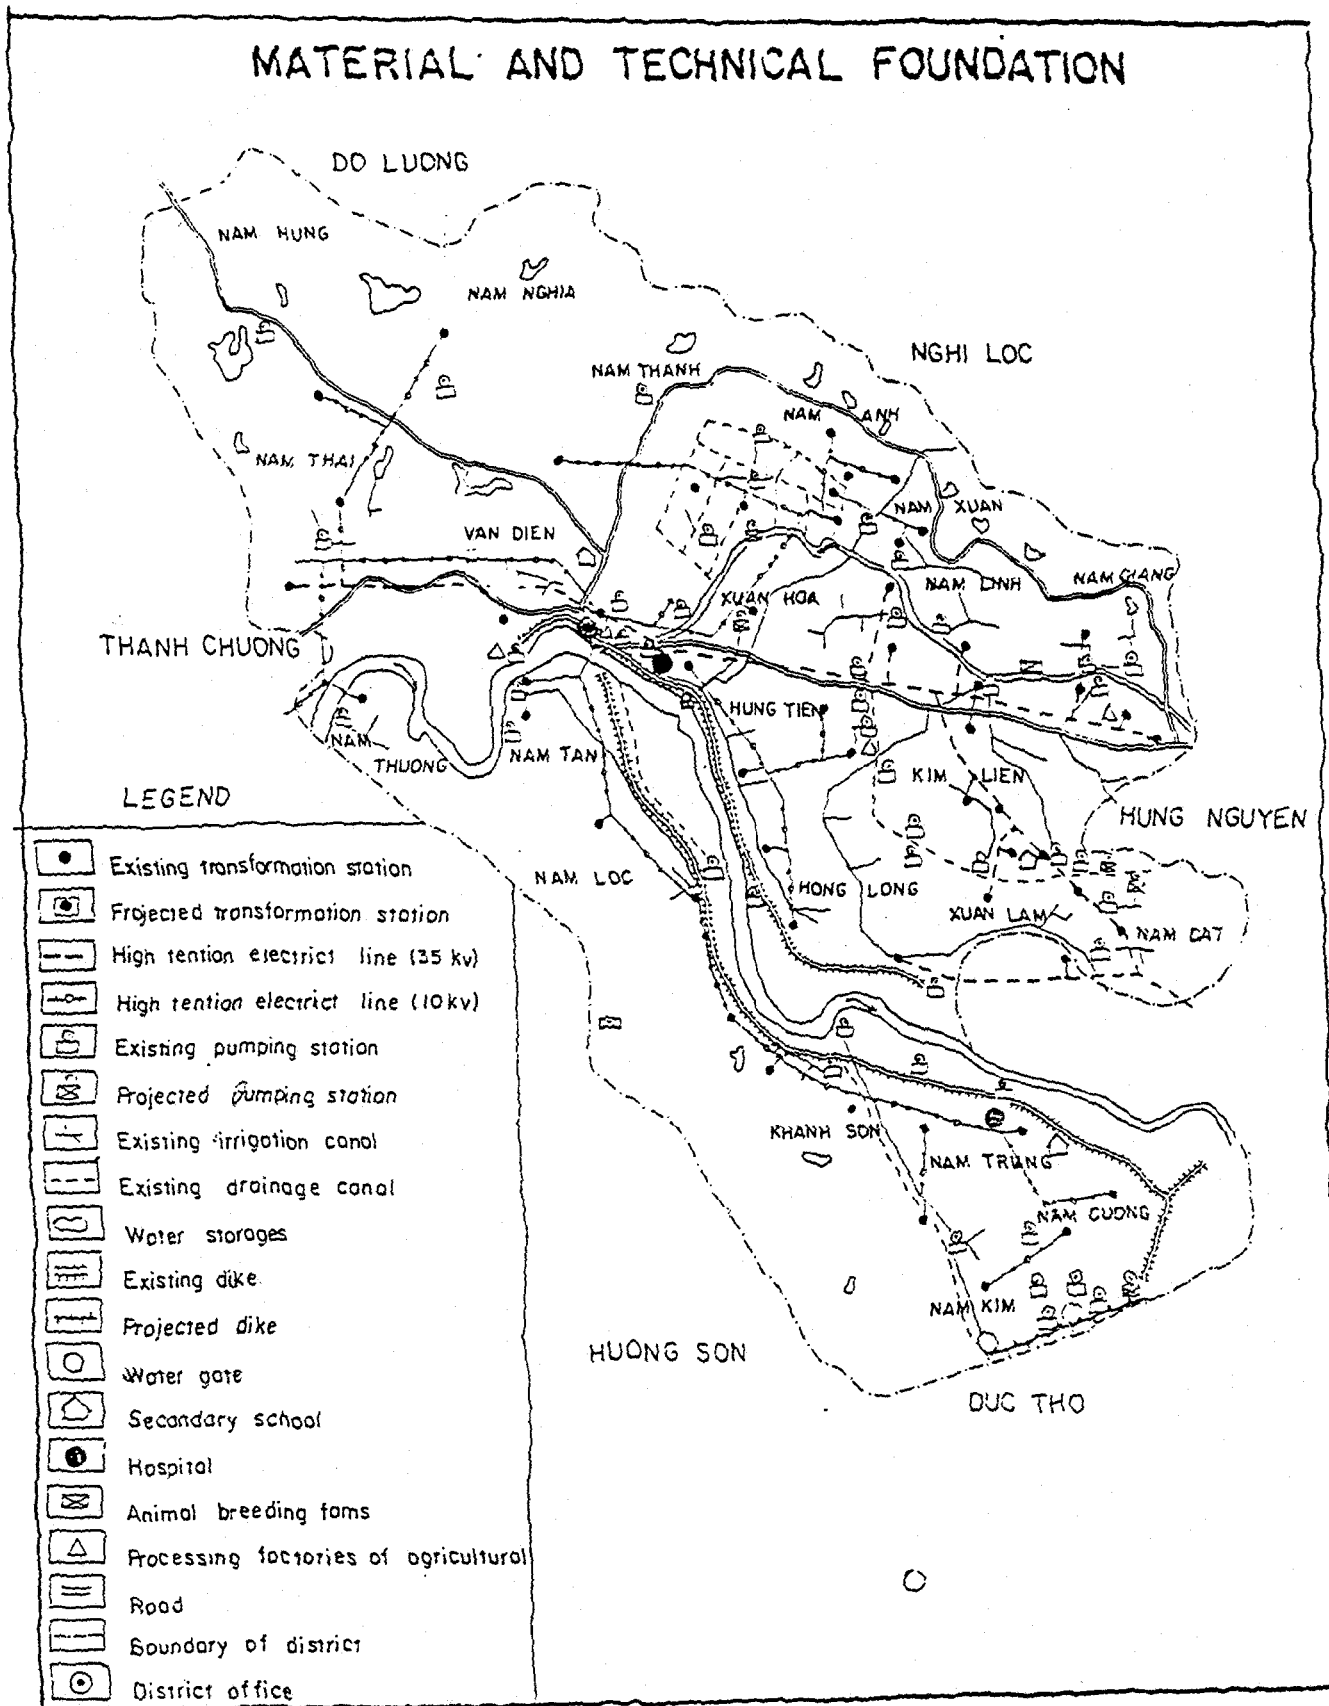 MATERIAL AND TECHNICAL FOUNDATION
DO LUONG
NAM HUNG
NAM NGHIA
NGHI LOC
NAM THANH
NAM ANH
NAM THAI
NAM XUAN
VAN DIEN
NAM LINH
NAM GIANG
XUAN HOA
THANH CHUONG
HUNG TIEN
NAM
THUONG
NAM TAN
KIM LIEN
LEGEND
HUNG NGUYEN
Existing transformation station
NAM LOC
HONG LONG
XUAN LAM
Projected transformation station
NAM CAT
High tention electrict line (35 kv)
High tention electrict line (10 kv)
Existing pumping station
Projected pumping station
Existing irrigation canal
KHANH SON
NAM TRUNG
Existing drainage canal
NAM CUONG
Water storages
Existing dike
NAM KIM
Projected dike
HUONG SON
Water gate
DUC THO
Secondary school
Hospital
Animal breeding foms
Processing factories of agricultural
Road
Boundary of district
District office